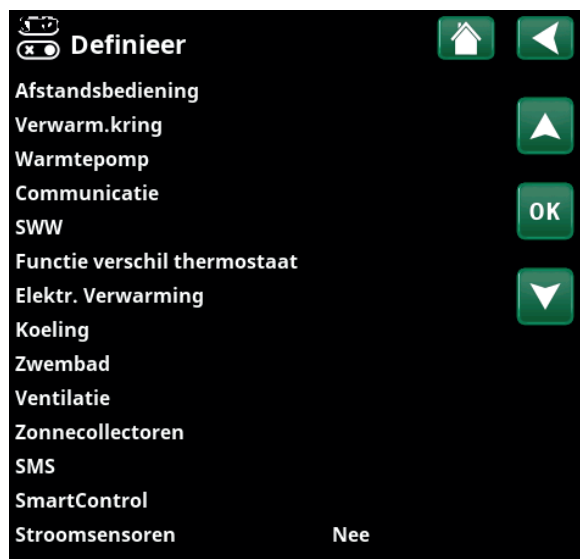 Definieer
Afstandsbediening
Verwarm.kring
Warmtepomp
Communicatie
OK
SWW
Functie verschil thermostaat
Elektr. Verwarming
Koeling
Zwembad
Ventilatie
Zonnecollectoren
SMS
SmartControl
Stroomsensoren Nee